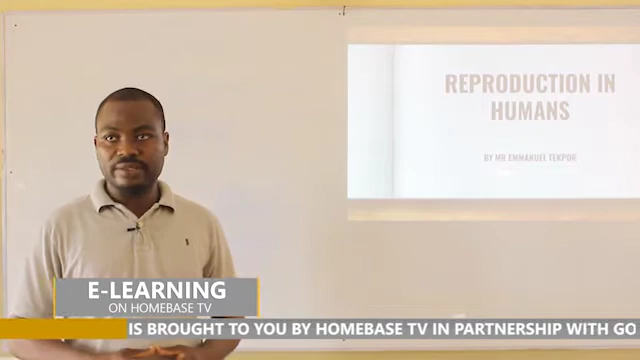 REPRODUCTION IN
HUMANS
BY MR EMMANUEL TEKPOR
E-LEARNING
ON HOMEBASE TV
IS BROUGHT TO YOU BY HOMEBASE TV IN PARTNERSHIP WITH GO